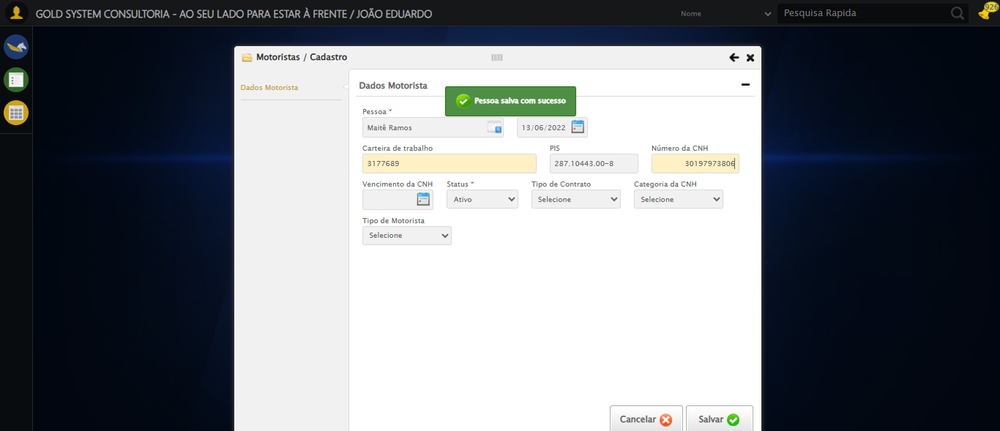 GOLD SYSTEM CONSULTORIA - AO SEU LADO PARA ESTAR À FRENTE / JOÃO EDUARDO
Nome
Pesquisa Rapida
926
Motoristas / Cadastro
Dados Motorista
Dados Motorista
Pessoa salva com sucesso
Pessoa *
Maitê Ramos
13/06/2022
Carteira de trabalho
PIS
Número da CNH
3177689
287.10443.00-8
30197973806
Vencimento da CNH
Status *
Tipo de Contrato
Categoria da CNH
Ativo
Selecione
Selecione
Tipo de Motorista
Selecione
Cancelar
Salvar